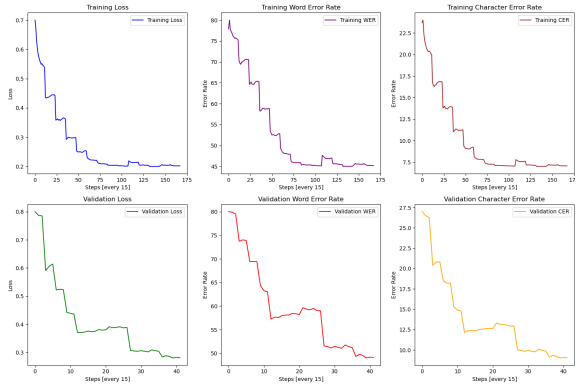 Training Loss
Training Word Error Rate
Training Character Error Rate
0.7
0.6
0.5
0.4
0.3
0.2
Loss
Training Loss
0 25 50 75 100 125 150 175
Steps [every 15]
80
75
70
65
60
55
50
45
Error Rate
Training WER
0 25 50 75 100 125 150 175
Steps [every 15]
22.5
20.0
17.5
15.0
12.5
10.0
7.5
Error Rate
Training CER
0 25 50 75 100 125 150 175
Steps [every 15]
Validation Loss
Validation Word Error Rate
Validation Character Error Rate
0.8
0.7
0.6
0.5
0.4
0.3
Loss
Validation Loss
0 10 20 30 40
Steps [every 15]
80
75
70
65
60
55
50
Error Rate
Validation WER
0 10 20 30 40
Steps [every 15]
27.5
25.0
22.5
20.0
17.5
15.0
12.5
10.0
Error Rate
Validation CER
0 10 20 30 40
Steps [every 15]